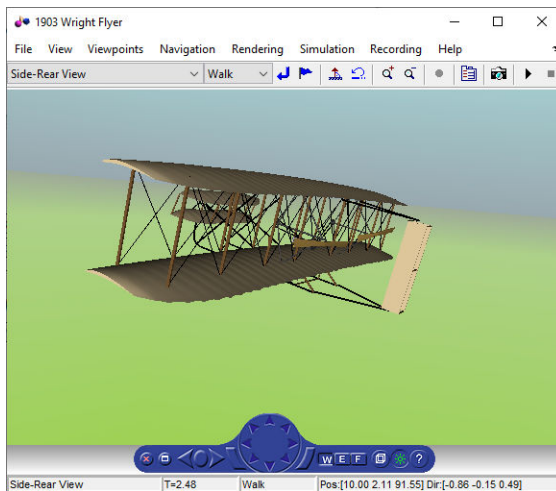 1903 Wright Flyer
File View Viewpoints Navigation Rendering Simulation Recording Help
Side-Rear View Walk
W E F ?
Side-Rear View T=2.48 Walk Pos:[10.00 2.11 91.55] Dir:[-0.86 -0.15 0.49]